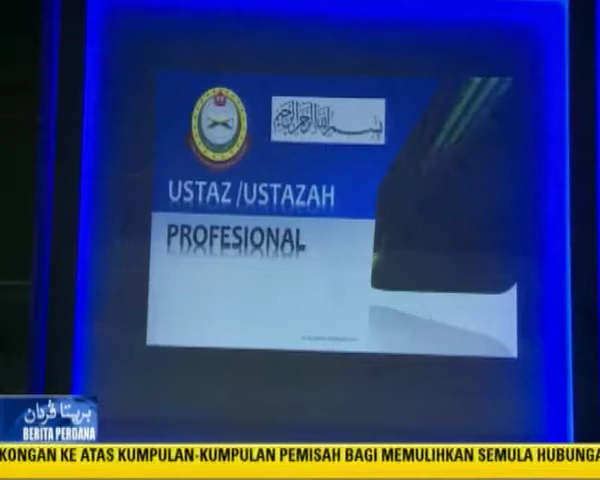 بسم الله الرحمن الرحيم
USTAZ /USTAZAH
PROFESIONAL
بريتا ڤردان
BERITA PERDANA
KONGAN KE ATAS KUMPULAN-KUMPULAN PEMISAH BAGI MEMULIHKAN SEMULA HUBUNGA